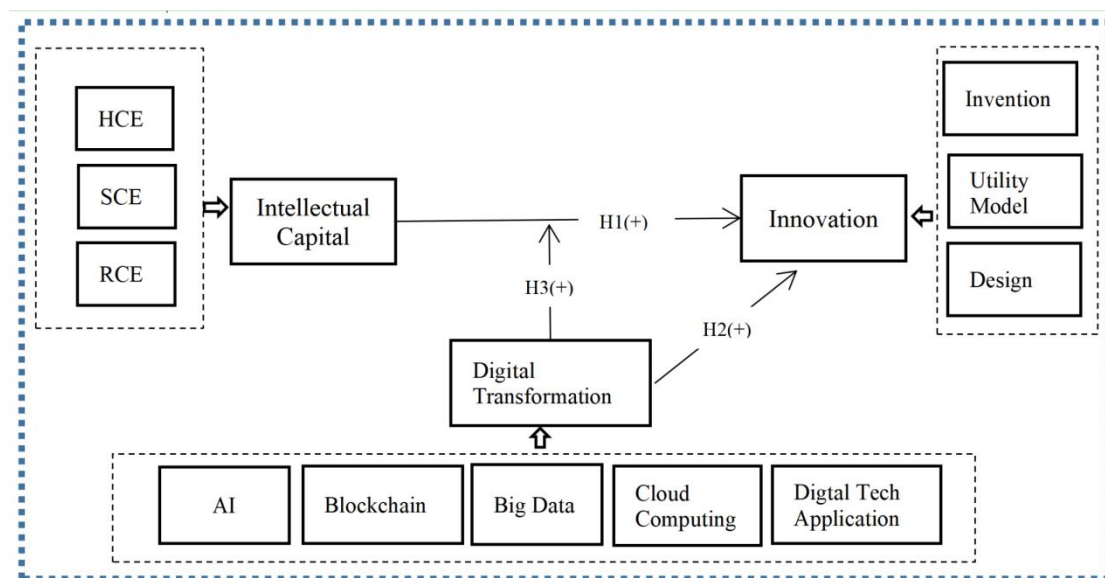 HCE
SCE
RCE
Intellectual
Capital
H1(+)
H3(+)
H2(+)
Innovation
Invention
Utility
Model
Design
Digital
Transformation
AI
Blockchain
Big Data
Cloud
Computing
Digtal Tech
Application